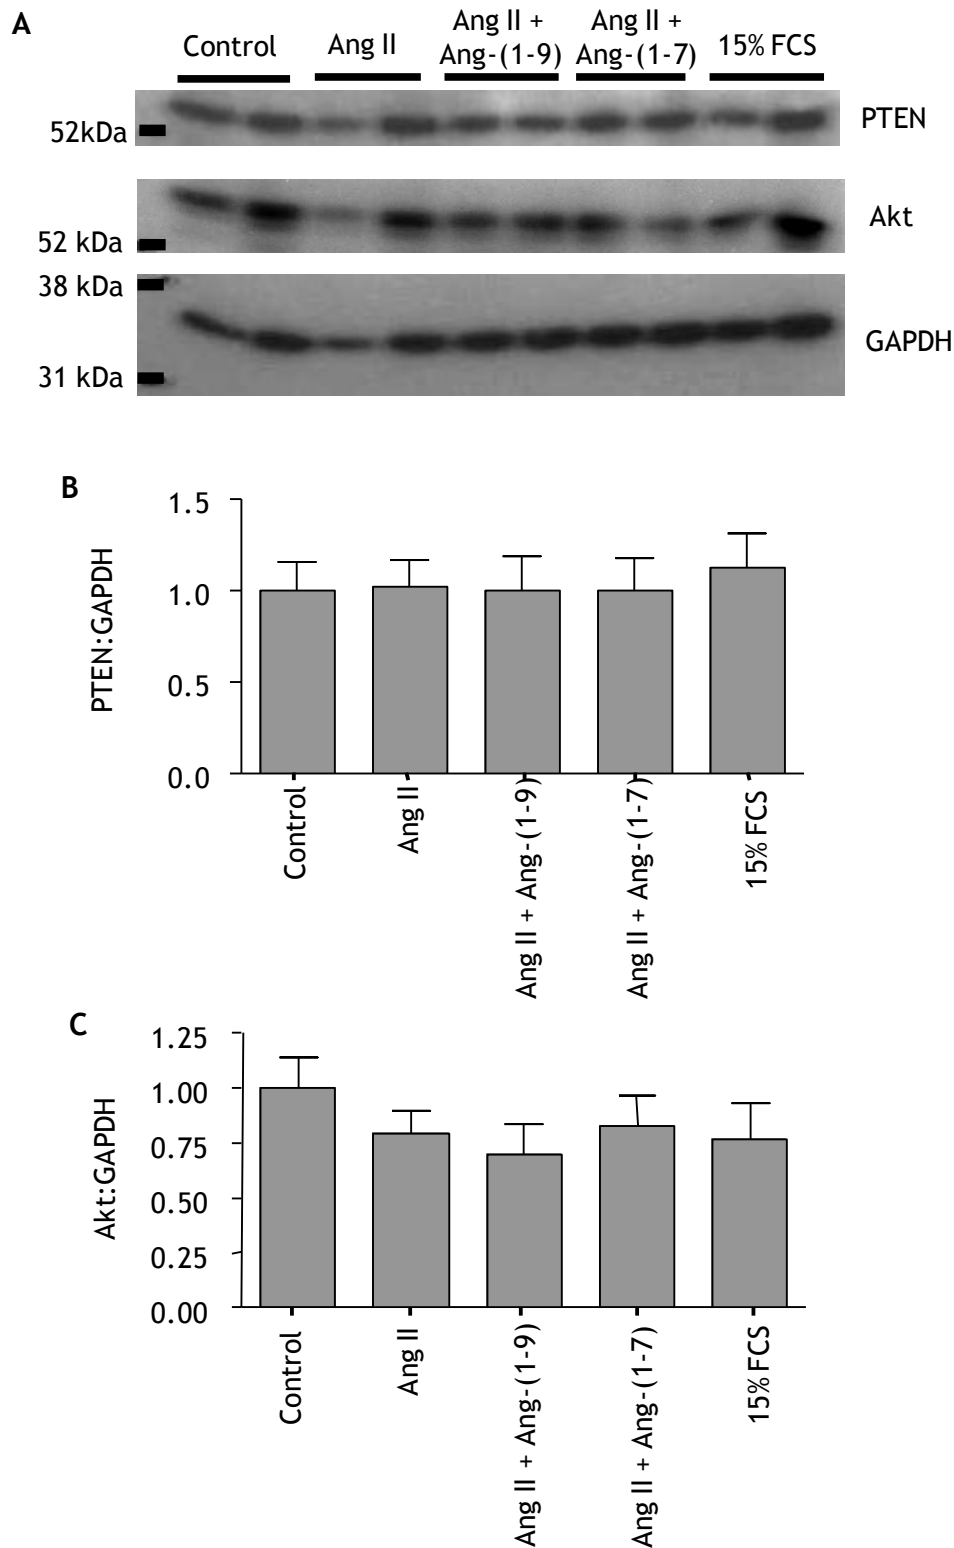 A
Control
Ang II
Ang II +
Ang-(1-9)
Ang II +
Ang-(1-7)
15% FCS
52kDa
PTEN
52 kDa
Akt
38 kDa
31 kDa
GAPDH
B
PTEN:GAPDH
1.5
1.0
0.5
0.0
Control
Ang II
Ang II + Ang-(1-9)
Ang II + Ang-(1-7)
15% FCS
C
Akt:GAPDH
1.25
1.00
0.75
0.50
0.25
0.00
Control
Ang II
Ang II + Ang-(1-9)
Ang II + Ang-(1-7)
15% FCS